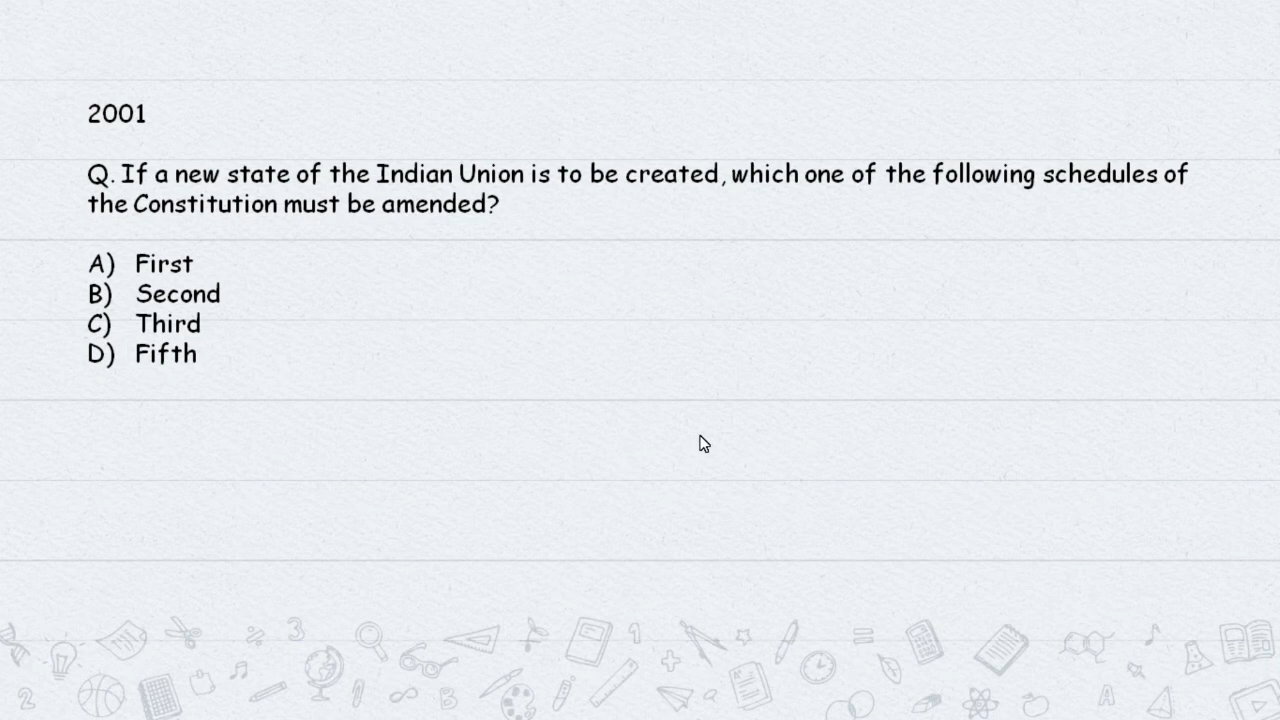 2001
Q. If a new state of the Indian Union is to be created, which one of the following schedules of
the Constitution must be amended?
A) First
B) Second
C) Third
D) Fifth